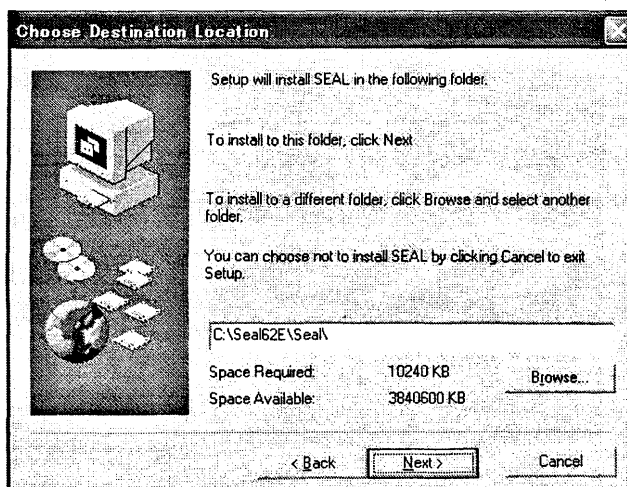 Choose Destination Location
Setup will install SEAL in the following folder.
To install to this folder, click Next
To install to a different folder, click Browse and select another
folder.
You can choose not to install SEAL by clicking Cancel to exit
Setup.
C:\Seal62E\Seal\
Space Required: 10240 KB
Browse...
Space Available: 3840600 KB
< Back Next > Cancel